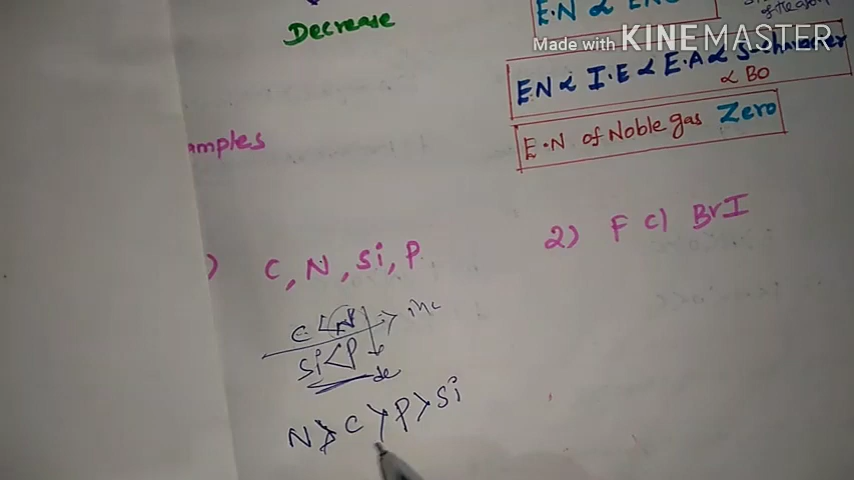 E.N ∝
Decrease
Made with KINEMASTER
E.N ∝ I.E ∝ E.A ∝ S-character
∝ BO
E.N of Noble gas Zero
amples
) C, N, Si, P
2) F Cl Br I
C < N inc
Si < P
de
N > C > P > Si